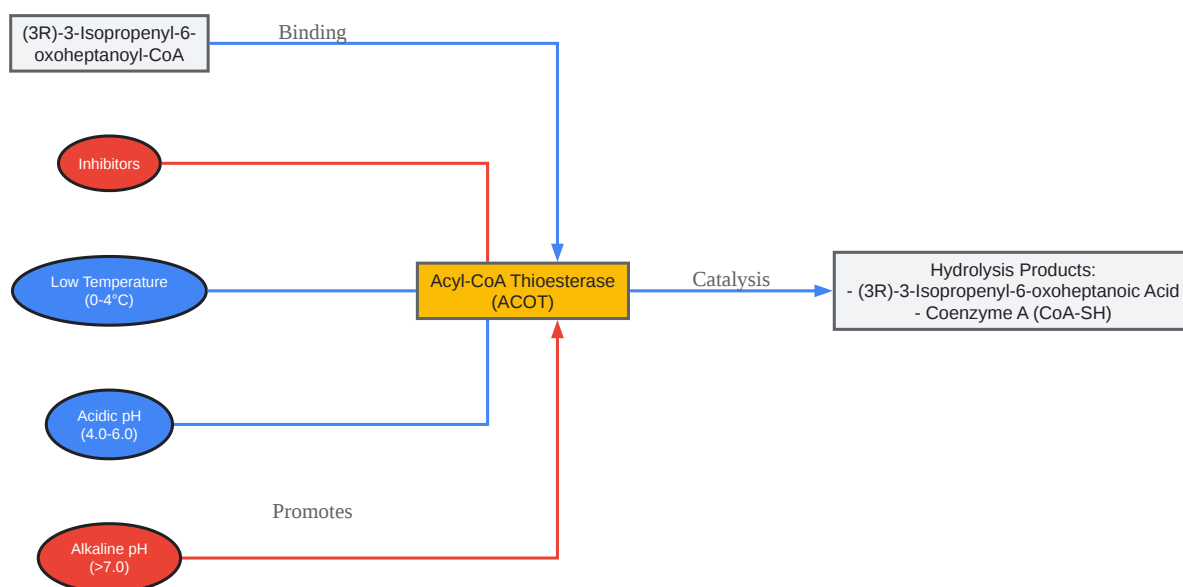 (3R)-3-Isopropenyl-6-
oxoheptanoyl-CoA
Binding
Inhibitors
Low Temperature
(0-4°C)
Acyl-CoA Thioesterase
(ACOT)
Catalysis
Hydrolysis Products:
- (3R)-3-Isopropenyl-6-oxoheptanoic Acid
- Coenzyme A (CoA-SH)
Acidic pH
(4.0-6.0)
Promotes
Alkaline pH
(>7.0)